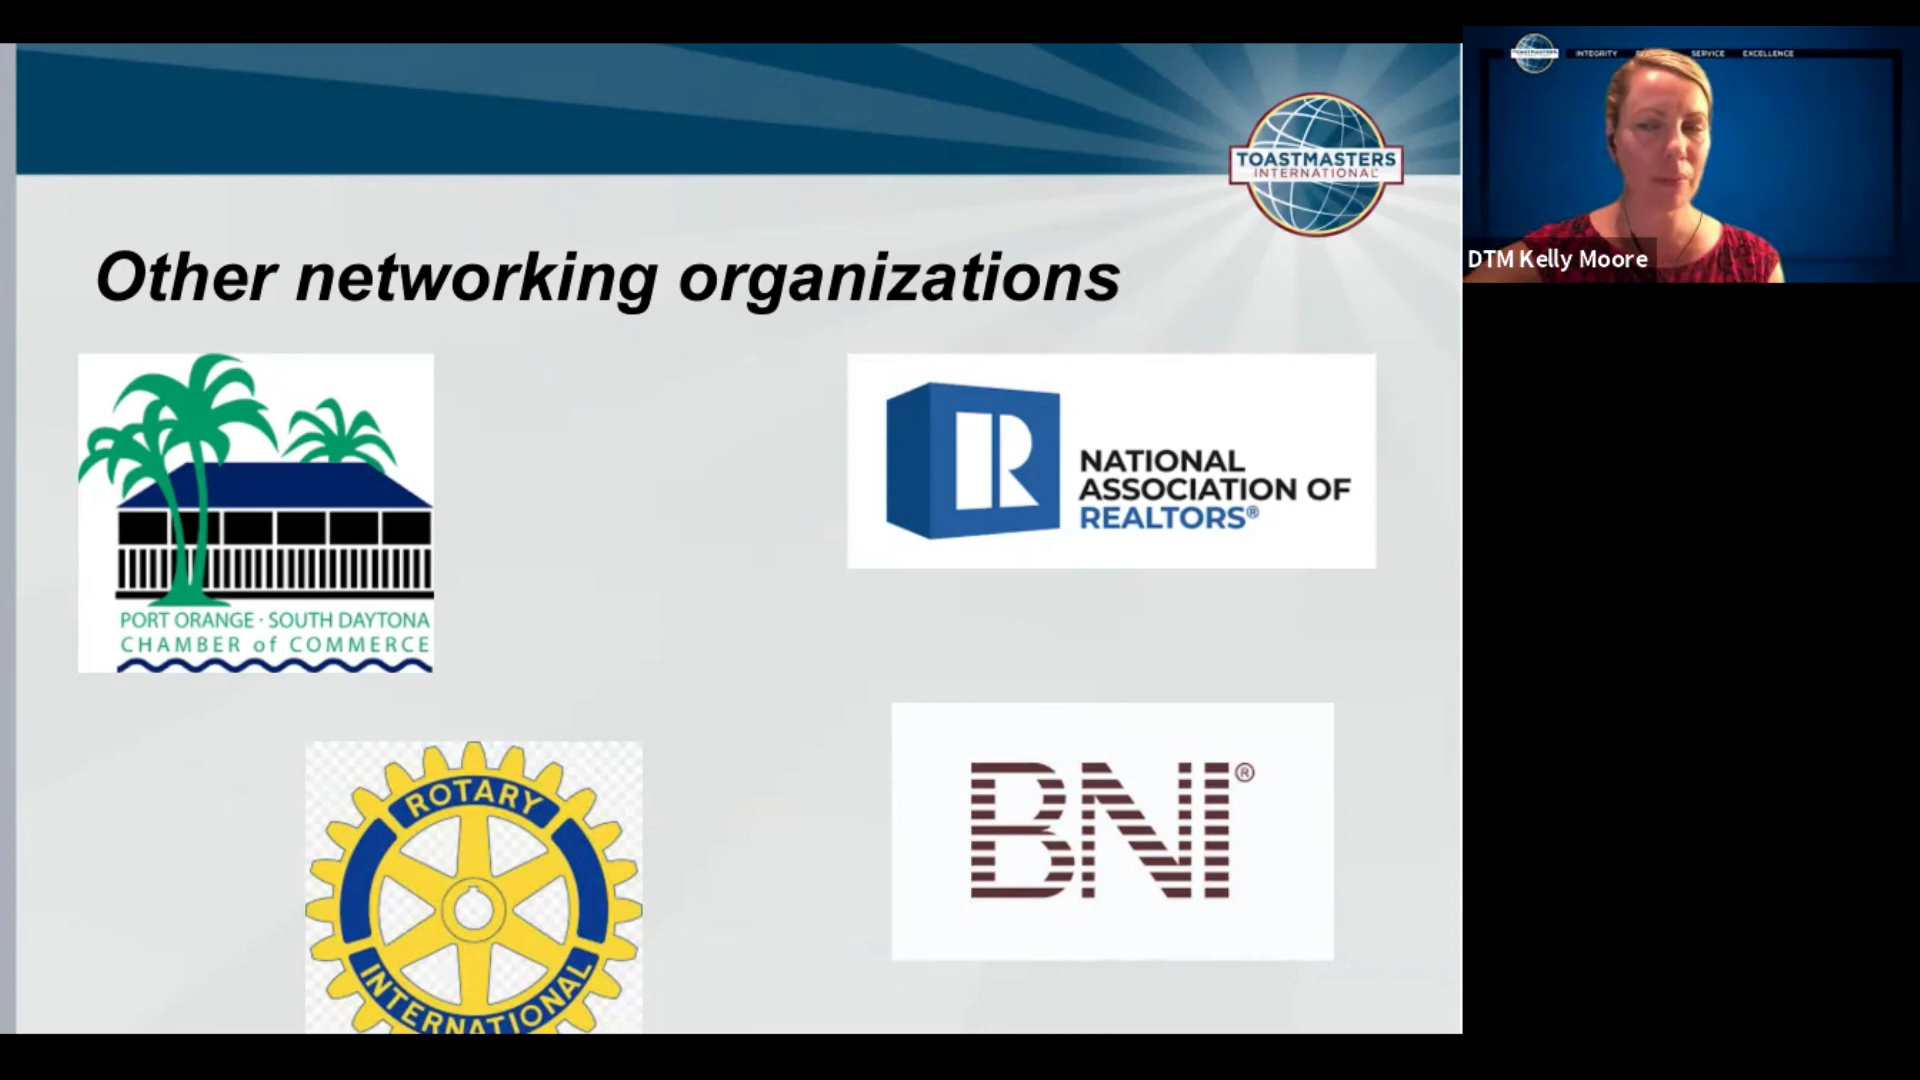 TOASTMASTERS
INTERNATIONAL
Other networking organizations
PORT ORANGE · SOUTH DAYTONA
CHAMBER of COMMERCE
R
NATIONAL
ASSOCIATION OF
REALTORS®
ROTARY
INTERNATIONAL
BNI®
INTEGRITY
SERVICE
EXCELLENCE
DTM Kelly Moore